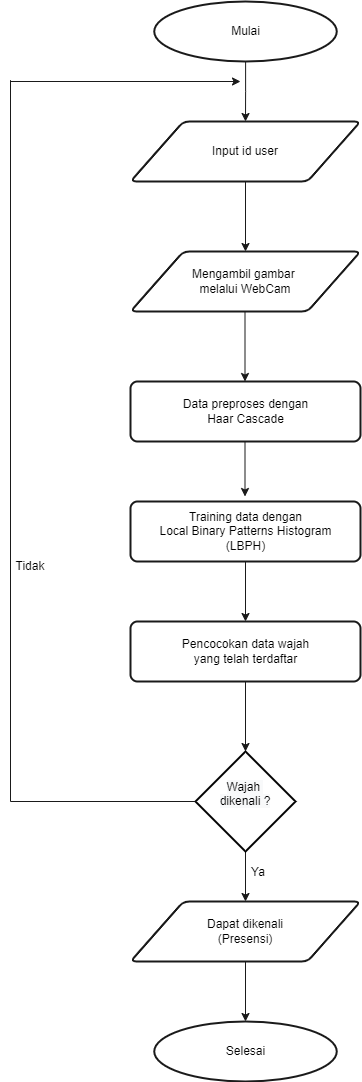 Mulai
Input id user
Mengambil gambar
melalui WebCam
Data preproses dengan
Haar Cascade
Training data dengan
Local Binary Patterns Histogram
(LBPH)
Tidak
Pencocokan data wajah
yang telah terdaftar
Wajah
dikenali ?
Ya
Dapat dikenali
(Presensi)
Selesai